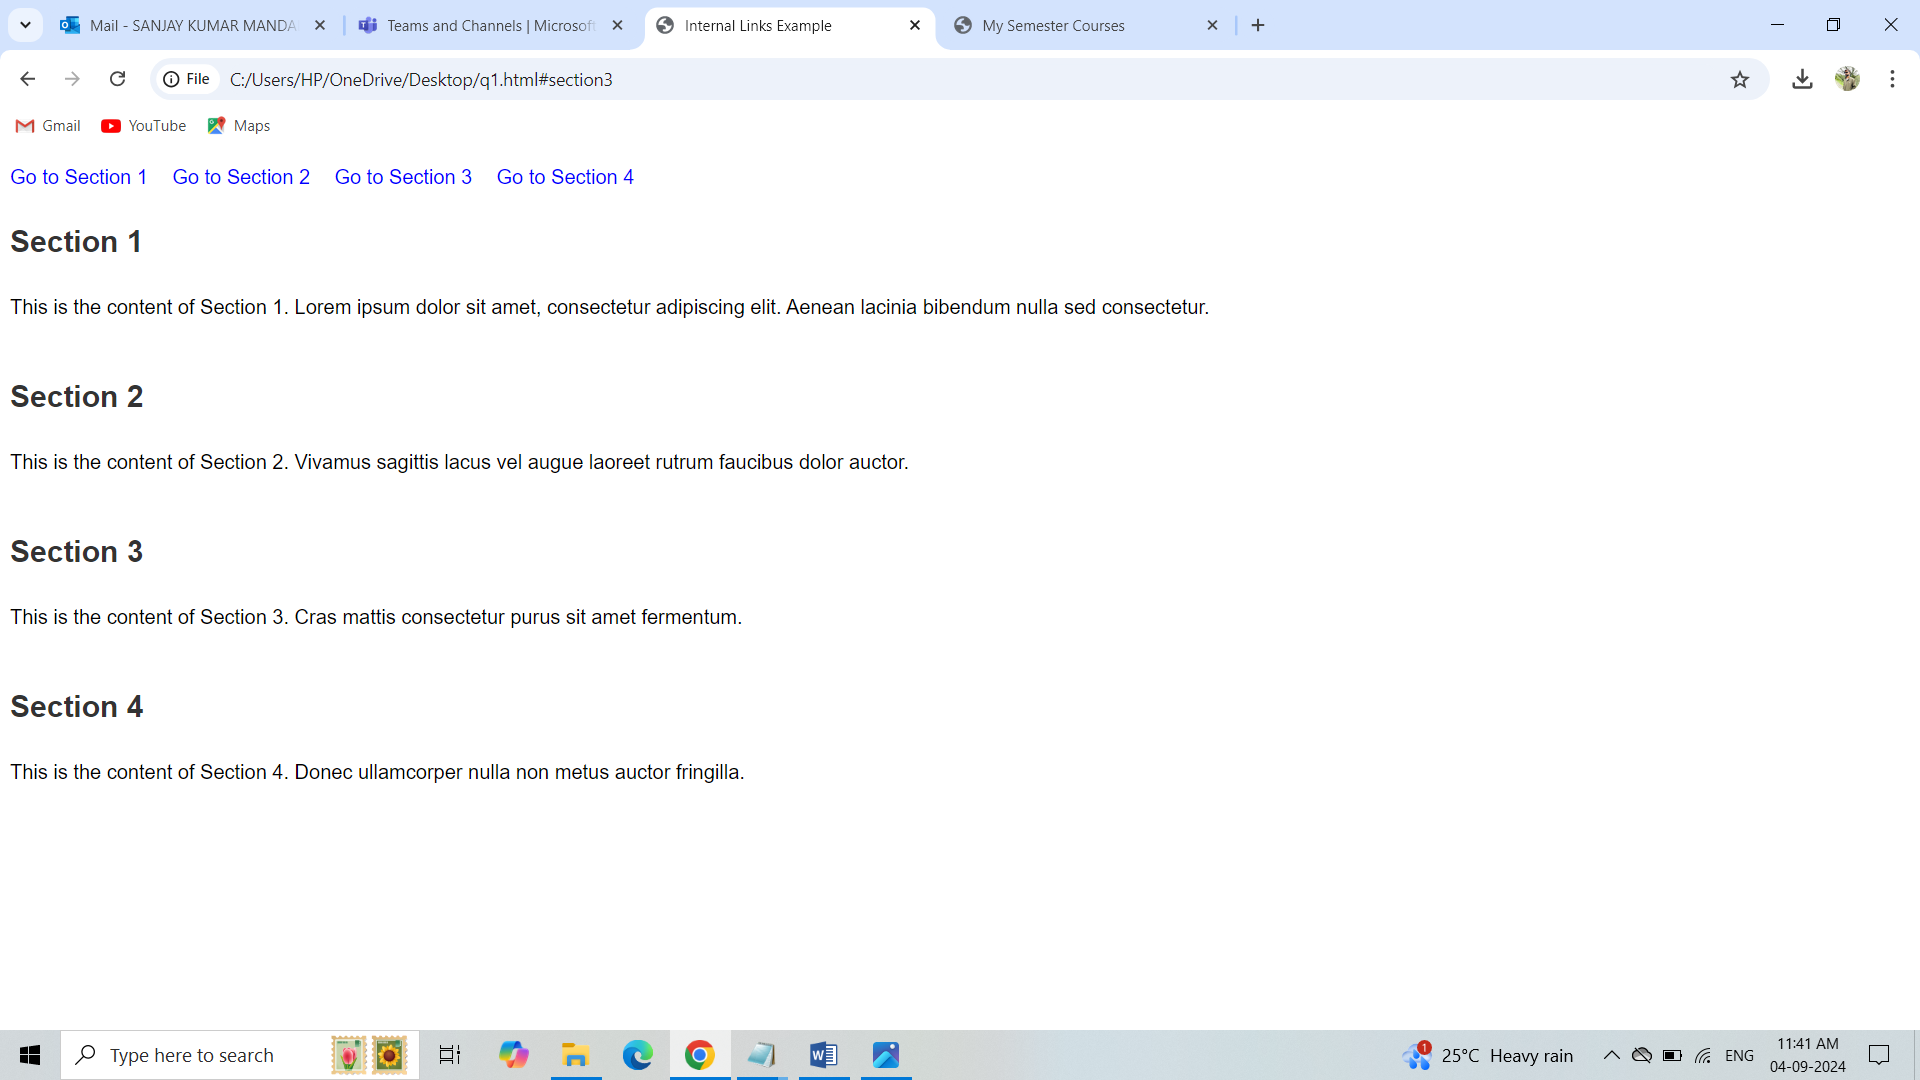 Mail - SANJAY KUMAR MANDA
Teams and Channels | Microsoft
Internal Links Example
My Semester Courses
File
C:/Users/HP/OneDrive/Desktop/q1.html#section3
Gmail
YouTube
Maps
Go to Section 1 Go to Section 2 Go to Section 3 Go to Section 4
Section 1
This is the content of Section 1. Lorem ipsum dolor sit amet, consectetur adipiscing elit. Aenean lacinia bibendum nulla sed consectetur.
Section 2
This is the content of Section 2. Vivamus sagittis lacus vel augue laoreet rutrum faucibus dolor auctor.
Section 3
This is the content of Section 3. Cras mattis consectetur purus sit amet fermentum.
Section 4
This is the content of Section 4. Donec ullamcorper nulla non metus auctor fringilla.
Type here to search
1
25°C Heavy rain
ENG
11:41 AM
04-09-2024